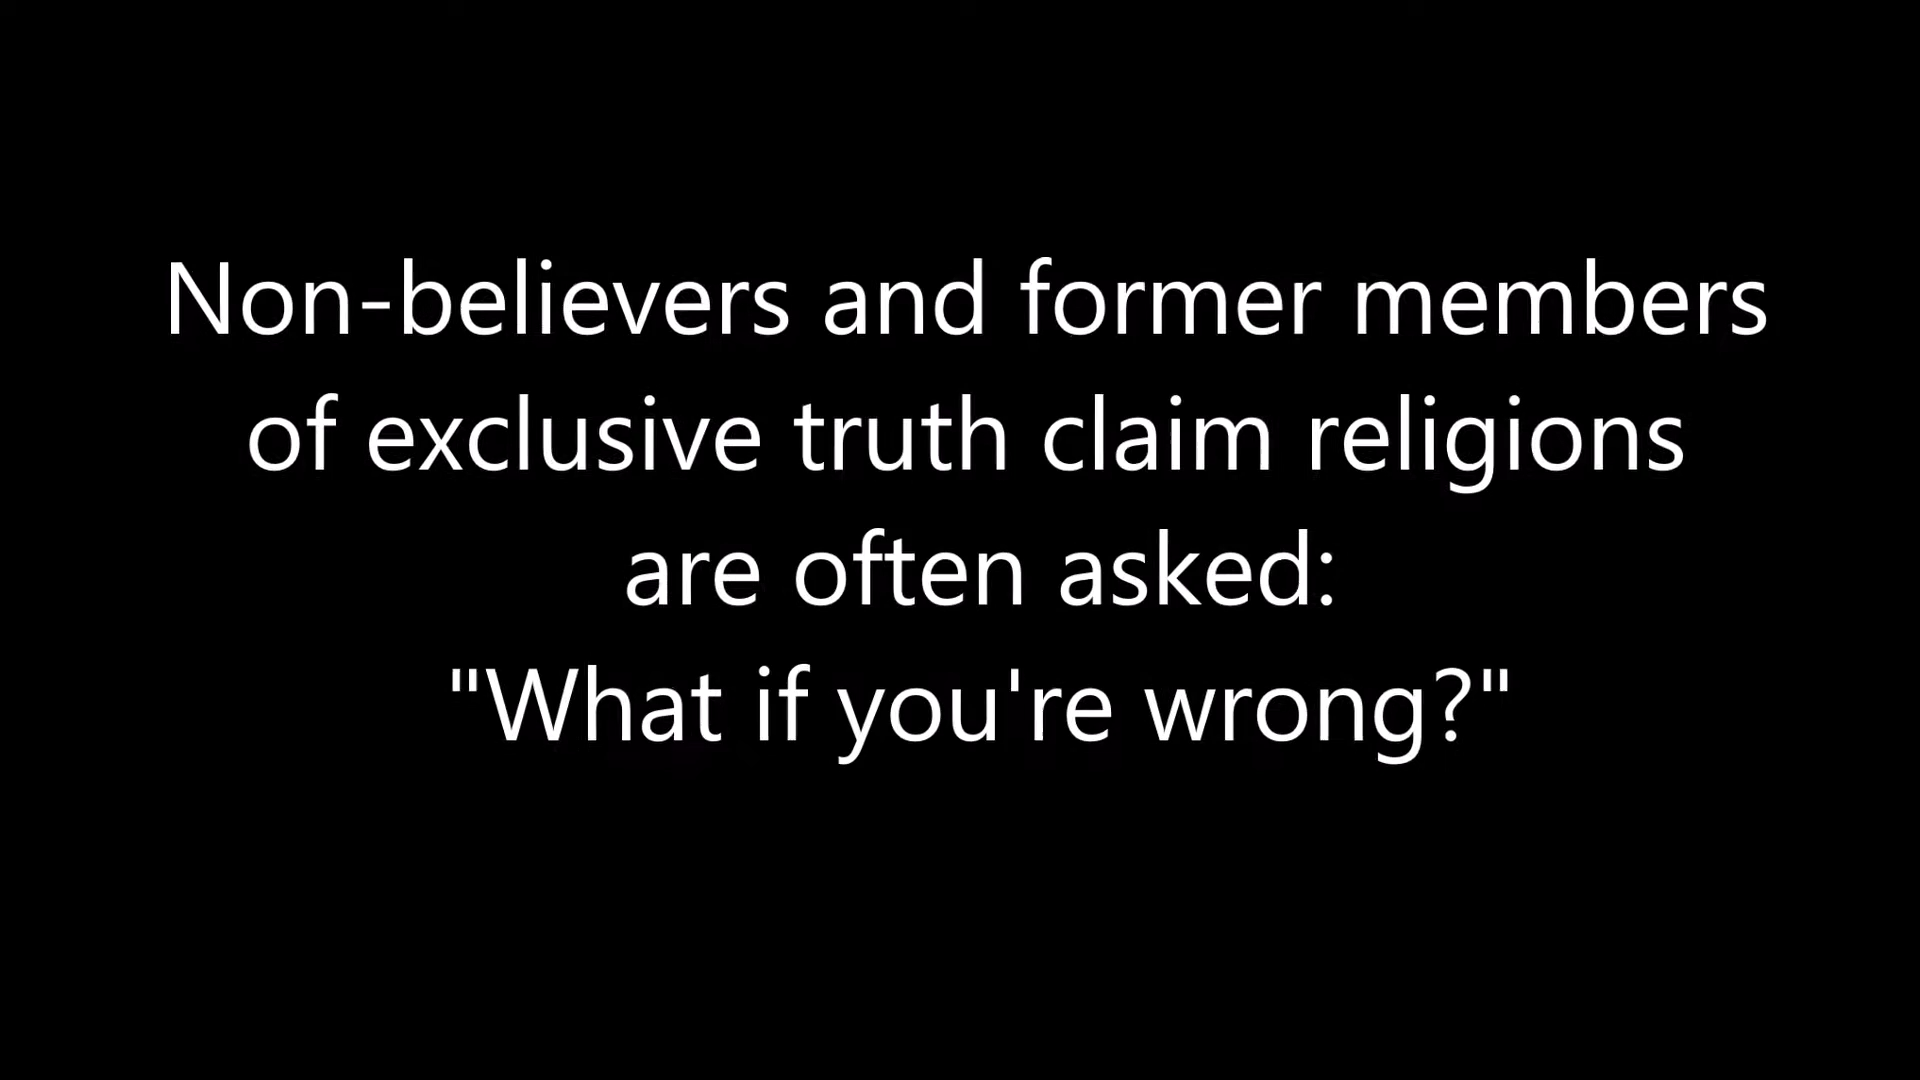 Non-believers and former members
of exclusive truth claim religions
are often asked:
"What if you're wrong?"